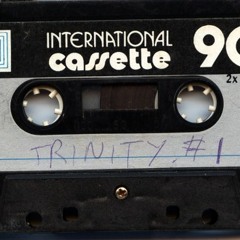 INTERNATIONAL 90
cassette
2x
TRINITY #1